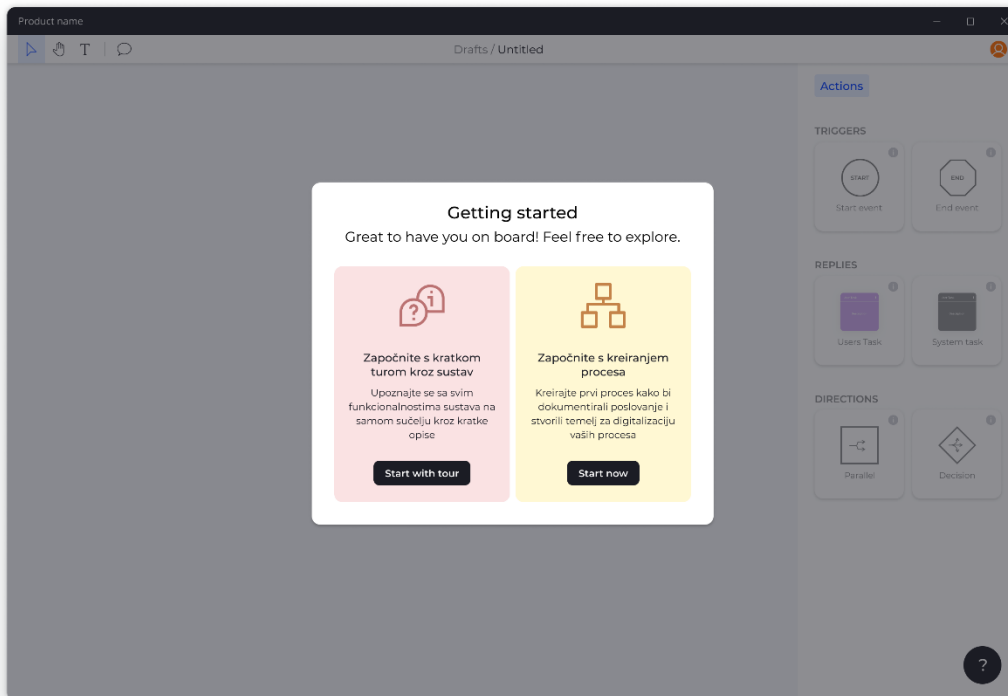 Product name
Drafts / Untitled
T
Actions
TRIGGERS
START
END
Start event
End event
REPLIES
Users Task
System task
DIRECTIONS
Parallel
Decision
Getting started
Great to have you on board! Feel free to explore.
Započnite s kratkom
turom kroz sustav
Upoznajte se sa svim
funkcionalnostima sustava na
samom sučelju kroz kratke
opise
Start with tour
Započnite s kreiranjem
procesa
Kreirajte prvi proces kako bi
dokumentirali poslovanje i
stvorili temelj za digitalizaciju
vaših procesa
Start now
?